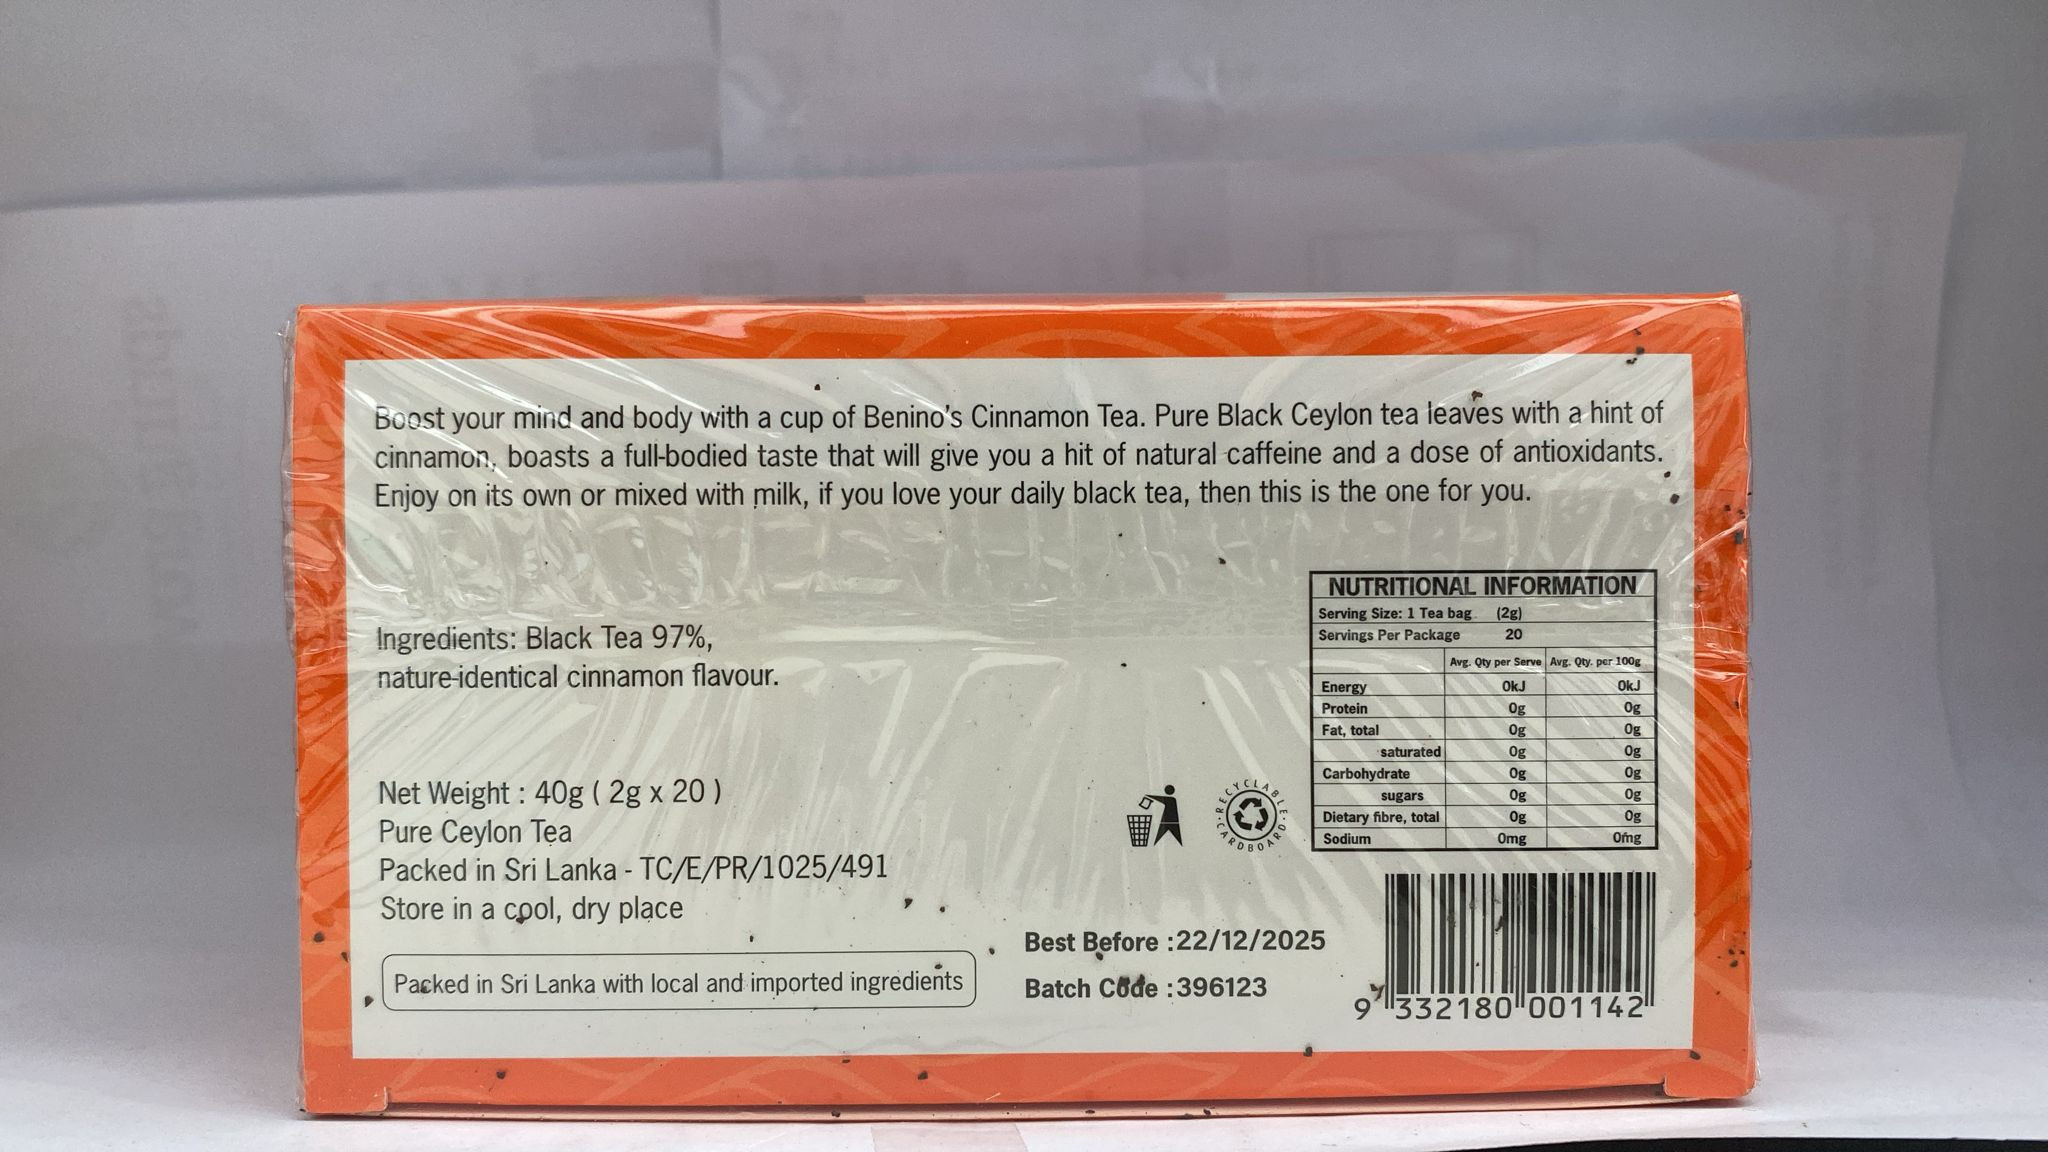 Boost your mind and body with a cup of Benino's Cinnamon Tea. Pure Black Ceylon tea leaves with a hint of
cinnamon, boasts a full-bodied taste that will give you a hit of natural caffeine and a dose of antioxidants.
Enjoy on its own or mixed with milk, if you love your daily black tea, then this is the one for you.
Ingredients: Black Tea 97%,
nature-identical cinnamon flavour.
Net Weight : 40g ( 2g x 20 )
Pure Ceylon Tea
Packed in Sri Lanka - TC/E/PR/1025/491
Store in a cool, dry place
Packed in Sri Lanka with local and imported ingredients
RECYCLABLE
CARDBOARD
Best Before :22/12/2025
Batch Code :396123
NUTRITIONAL INFORMATION
Serving Size: 1 Tea bag (2g)
Servings Per Package 20
Avg. Qty per Serve Avg. Qty. per 100g
Energy 0kJ 0kJ
Protein 0g 0g
Fat, total 0g 0g
saturated 0g 0g
Carbohydrate 0g 0g
sugars 0g 0g
Dietary fibre, total 0g 0g
Sodium 0mg 0mg
9 332180 001142